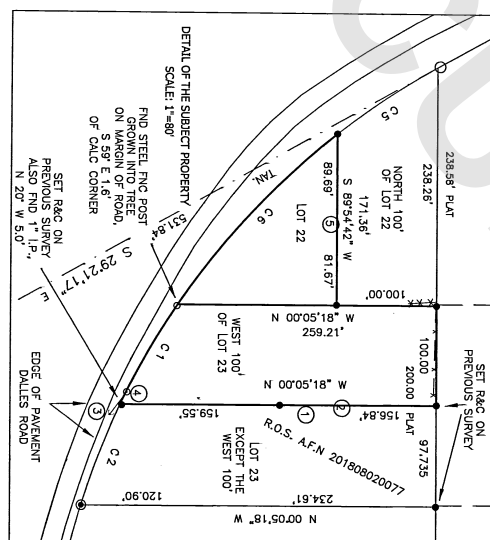 238.58' PLAT
238.26'
NORTH 100'
OF LOT 22
171.36'
S 89'54'42" W
89.69'
5
81.67'
LOT 22
C 5
TAN.
C 6
531.84'
S 29'21'17" E
DETAIL OF THE SUBJECT PROPERTY
SCALE: 1"=80'
FND STEEL FNC POST
GROWN INTO TREE
ON MARGIN OF ROAD,
S 59' E 1.6'
OF CALC CORNER
SET R&C ON
PREVIOUS SURVEY
ALSO FND 1" I.P.,
N 20' W 5.0'
100.00'
N 00'05'18" W
259.21'
WEST 100'
OF LOT 23
C 1
100.00
200.00 PLAT
97.735
SET R&C ON
PREVIOUS SURVEY
N 00'05'18" W
159.55'
1
2
156.84'
4
3
R.O.S. A.F.N 201808020077
LOT 23
EXCEPT THE
WEST 100'
C 2
120.90'
234.61'
N 00'05'18" W
EDGE OF PAVEMENT
DALLES ROAD